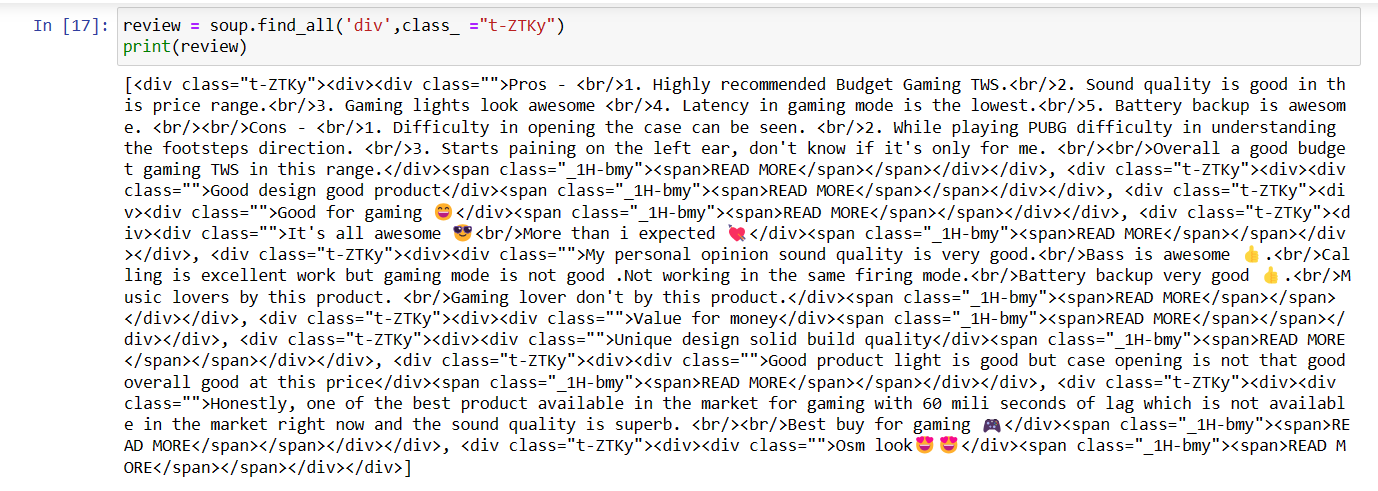 In [17]: review = soup.find_all('div',class_ ="t-ZTKy")
print(review)
[<div class="t-ZTKy"><div><div class="">Pros - <br/>1. Highly recommended Budget Gaming TWS.<br/>2. Sound quality is good in th
is price range.<br/>3. Gaming lights look awesome <br/>4. Latency in gaming mode is the lowest.<br/>5. Battery backup is awesom
e. <br/><br/>Cons - <br/>1. Difficulty in opening the case can be seen. <br/>2. While playing PUBG difficulty in understanding
the footsteps direction. <br/>3. Starts paining on the left ear, don't know if it's only for me. <br/><br/>Overall a good budge
t gaming TWS in this range.</div><span class="_1H-bmy"><span>READ MORE</span></span></div></div>, <div class="t-ZTKy"><div><div
class="">Good design good product</div><span class="_1H-bmy"><span>READ MORE</span></span></div></div>, <div class="t-ZTKy"><di
v><div class="">Good for gaming 😄</div><span class="_1H-bmy"><span>READ MORE</span></span></div></div>, <div class="t-ZTKy"><d
iv><div class="">It's all awesome 😎<br/>More than i expected 💘</div><span class="_1H-bmy"><span>READ MORE</span></span></div
></div>, <div class="t-ZTKy"><div><div class="">My personal opinion sound quality is very good.<br/>Bass is awesome 👍.<br/>Cal
ling is excellent work but gaming mode is not good .Not working in the same firing mode.<br/>Battery backup very good 👍.<br/>M
usic lovers by this product. <br/>Gaming lover don't by this product.</div><span class="_1H-bmy"><span>READ MORE</span></span>
</div></div>, <div class="t-ZTKy"><div><div class="">Value for money</div><span class="_1H-bmy"><span>READ MORE</span></span></
div></div>, <div class="t-ZTKy"><div><div class="">Unique design solid build quality</div><span class="_1H-bmy"><span>READ MORE
</span></span></div></div>, <div class="t-ZTKy"><div><div class="">Good product light is good but case opening is not that good
overall good at this price</div><span class="_1H-bmy"><span>READ MORE</span></span></div></div>, <div class="t-ZTKy"><div><div
class="">Honestly, one of the best product available in the market for gaming with 60 mili seconds of lag which is not availabl
e in the market right now and the sound quality is superb. <br/><br/>Best buy for gaming 🎮</div><span class="_1H-bmy"><span>RE
AD MORE</span></span></div></div>, <div class="t-ZTKy"><div><div class="">Osm look😍😍</div><span class="_1H-bmy"><span>READ M
ORE</span></span></div></div>]